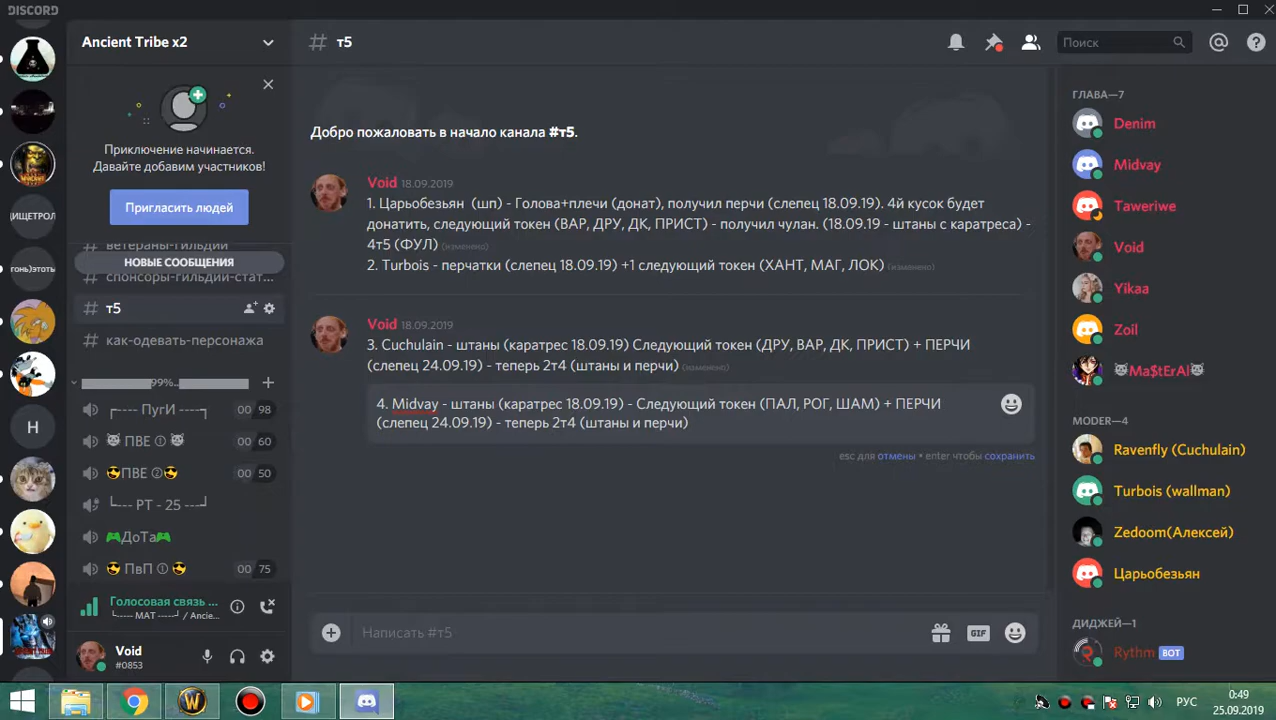 DISCORD
Ancient Tribe x2
Приключение начинается.
Давайте добавим участников!
Пригласить людей
ИЩЕТРОЛ
гонь)этоты
Н
ветераны-гильдии
НОВЫЕ СООБЩЕНИЯ
спонсоры-гильдии-стат...
# т5
# как-одевать-персонажа
99%..
┌---- ПугИ ----┐ 00 98
ПВЕ ① 00 60
ПВЕ ② 00 50
└--- РТ - 25 ---┘
ДоТа
ПвП ① 00 75
Голосовая связь ...
└----- МАТ -----┘ / Ancie...
Void
#0853
# т5
Поиск
Добро пожаловать в начало канала #т5.
Void 18.09.2019
1. Царьобезьян (шп) - Голова+плечи (донат), получил перчи (слепец 18.09.19). 4й кусок будет
донатить, следующий токен (ВАР, ДРУ, ДК, ПРИСТ) - получил чулан. (18.09.19 - штаны с каратреса) -
4т5 (ФУЛ) (изменено)
2. Turbois - перчатки (слепец 18.09.19) +1 следующий токен (ХАНТ, МАГ, ЛОК) (изменено)
Void 18.09.2019
3. Cuchulain - штаны (каратрес 18.09.19) Следующий токен (ДРУ, ВАР, ДК, ПРИСТ) + ПЕРЧИ
(слепец 24.09.19) - теперь 2т4 (штаны и перчи) (изменено)
4. Midvay - штаны (каратрес 18.09.19) - Следующий токен (ПАЛ, РОГ, ШАМ) + ПЕРЧИ
(слепец 24.09.19) - теперь 2т4 (штаны и перчи)
esc для отмены • enter чтобы сохранить
Написать #т5
GIF
ГЛАВА—7
Denim
Midvay
Taweriwe
Void
Yikaa
Zoil
Ma$tErAl
MODER—4
Ravenfly (Cuchulain)
Turbois (wallman)
Zedoom(Алексей)
Царьобезьян
ДИДЖЕЙ—1
Rythm БОТ
РУС
0:49
25.09.2019